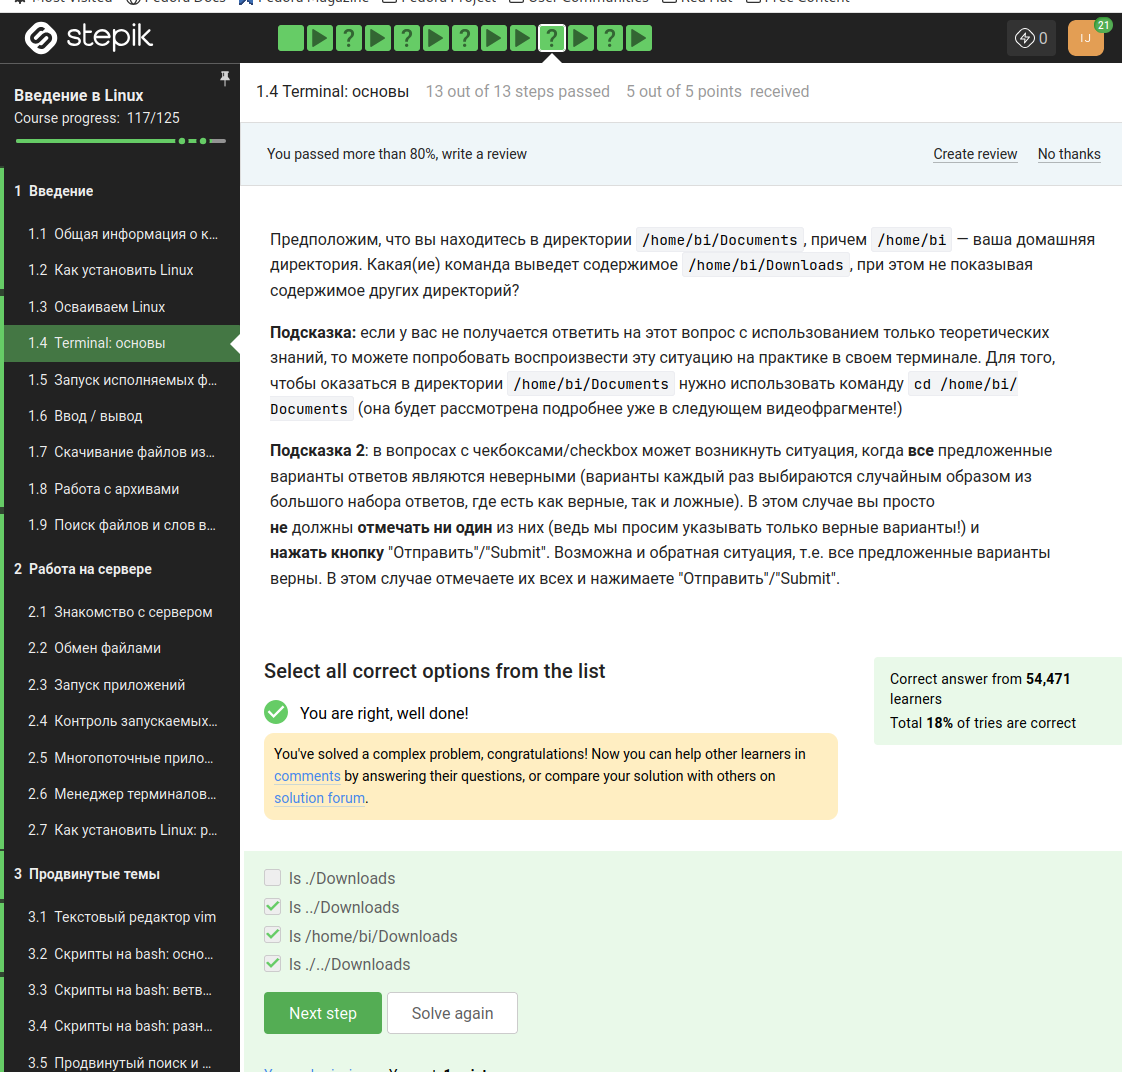 stepik
? ? ? ? ?
0
IJ
21
Введение в Linux
Course progress: 117/125
1 Введение
1.1 Общая информация о к...
1.2 Как установить Linux
1.3 Осваиваем Linux
1.4 Terminal: основы
1.5 Запуск исполняемых ф...
1.6 Ввод / вывод
1.7 Скачивание файлов из...
1.8 Работа с архивами
1.9 Поиск файлов и слов в...
2 Работа на сервере
2.1 Знакомство с сервером
2.2 Обмен файлами
2.3 Запуск приложений
2.4 Контроль запускаемых...
2.5 Многопоточные прило...
2.6 Менеджер терминалов...
2.7 Как установить Linux: р...
3 Продвинутые темы
3.1 Текстовый редактор vim
3.2 Скрипты на bash: осно...
3.3 Скрипты на bash: ветв...
3.4 Скрипты на bash: разн...
3.5 Продвинутый поиск и ...
1.4 Terminal: основы 13 out of 13 steps passed 5 out of 5 points received
You passed more than 80%, write a review Create review No thanks
Предположим, что вы находитесь в директории /home/bi/Documents, причем /home/bi — ваша домашняя
директория. Какая(ие) команда выведет содержимое /home/bi/Downloads, при этом не показывая
содержимое других директорий?
Подсказка: если у вас не получается ответить на этот вопрос с использованием только теоретических
знаний, то можете попробовать воспроизвести эту ситуацию на практике в своем терминале. Для того,
чтобы оказаться в директории /home/bi/Documents нужно использовать команду cd /home/bi/
Documents (она будет рассмотрена подробнее уже в следующем видеофрагменте!)
Подсказка 2: в вопросах с чекбоксами/checkbox может возникнуть ситуация, когда все предложенные
варианты ответов являются неверными (варианты каждый раз выбираются случайным образом из
большого набора ответов, где есть как верные, так и ложные). В этом случае вы просто
не должны отмечать ни один из них (ведь мы просим указывать только верные варианты!) и
нажать кнопку "Отправить"/"Submit". Возможна и обратная ситуация, т.е. все предложенные варианты
верны. В этом случае отмечаете их всех и нажимаете "Отправить"/"Submit".
Select all correct options from the list
You are right, well done!
You've solved a complex problem, congratulations! Now you can help other learners in
comments by answering their questions, or compare your solution with others on
solution forum.
Correct answer from 54,471
learners
Total 18% of tries are correct
ls ./Downloads
ls ../Downloads
ls /home/bi/Downloads
ls ./../Downloads
Next step Solve again